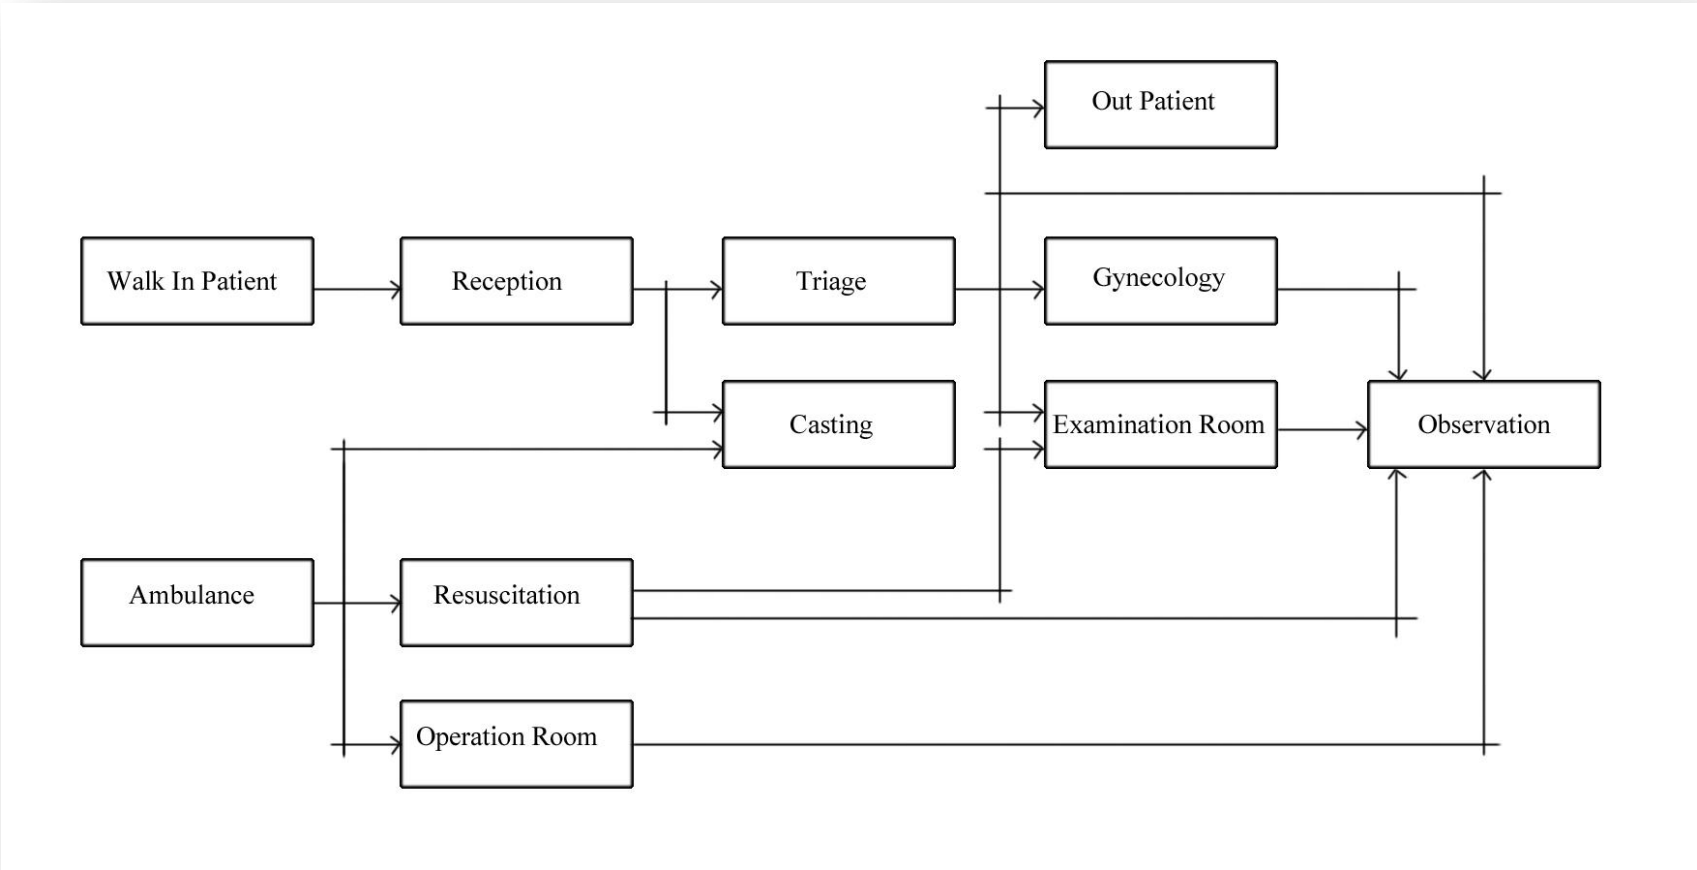 Out Patient
Walk In Patient
Reception
Triage
Gynecology
Casting
Examination Room
Observation
Ambulance
Resuscitation
Operation Room